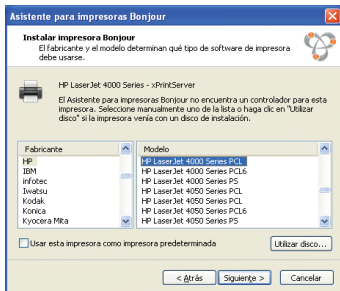 Asistente para impresoras Bonjour
Instalar impresora Bonjour
El fabricante y el modelo determinan qué tipo de software de impresora
debe usarse.
HP LaserJet 4000 Series - xPrintServer
El Asistente para impresoras Bonjour no encuentra un controlador para esta
impresora. Seleccione manualmente uno de la lista o haga clic en "Utilizar
disco" si la impresora venía con un disco de instalación.
Fabricante
HP
IBM
infotec
Iwatsu
Kodak
Konica
Kyocera Mita
Modelo
HP LaserJet 4000 Series PCL
HP LaserJet 4000 Series PCL6
HP LaserJet 4000 Series PS
HP LaserJet 4050 Series PCL
HP LaserJet 4050 Series PCL6
HP LaserJet 4050 Series PS
Usar esta impresora como impresora predeterminada
Utilizar disco...
< Atrás
Siguiente >
Cancelar